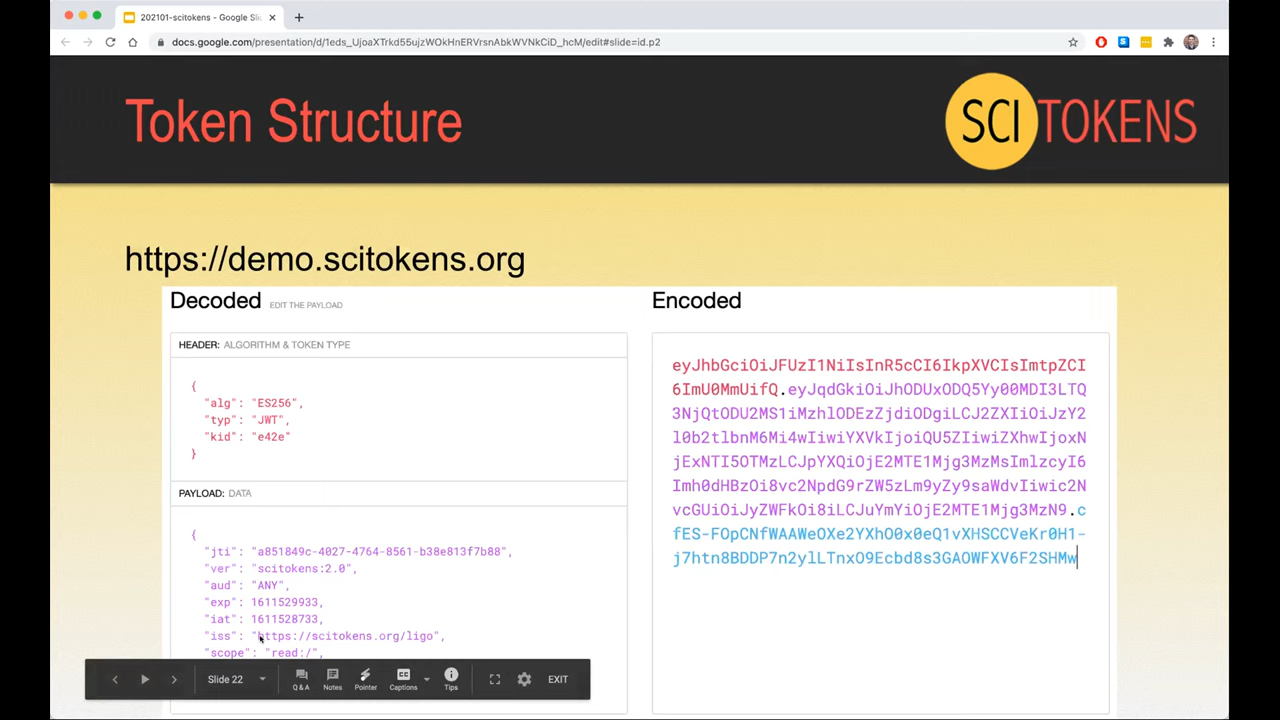 202101-scitokens - Google Sli
docs.google.com/presentation/d/1eds_UjoaXTrkd55ujzWOkHnERVrsnAbkWVNkCiD_hcM/edit#slide=id.p2
Token Structure
SCITOKENS
https://demo.scitokens.org
Decoded EDIT THE PAYLOAD
Encoded
HEADER: ALGORITHM & TOKEN TYPE
{
"alg": "ES256",
"typ": "JWT",
"kid": "e42e"
}
PAYLOAD: DATA
{
"jti": "a851849c-4027-4764-8561-b38e813f7b88",
"ver": "scitokens:2.0",
"aud": "ANY",
"exp": 1611529933,
"iat": 1611528733,
"iss": "https://scitokens.org/ligo",
"scope": "read:/",
eyJhbGciOiJFUzI1NiIsInR5cCI6IkpXVCIsImtpZCI
6ImU0MmUifQ.eyJqdGkiOiJhODUxODQ5Yy00MDI3LTQ
3NjQtODU2MS1iMzhlODEzZjdiODgiLCJ2ZXIiOiJzY2
l0b2tlbnM6Mi4wIiwiYXVkIjoiQU5ZIiwiZXhwIjoxN
jExNTI5OTMzLCJpYXQiOjE2MTE1Mjg3MzMsImlzcyI6
Imh0dHBzOi8vc2NpdG9rZW5zLm9yZy9saWdvIiwic2N
vcGUiOiJyZWFkOi8iLCJuYmYiOjE2MTE1Mjg3MzN9.c
fES-FOpCNfWAAWeOXe2YXhO0x0eQ1vXHSCCVeKr0H1-
j7htn8BDDP7n2ylLTnxO9Ecbd8s3GAOWFXV6F2SHMw
Slide 22
Q & A
Notes
Pointer
CC
Captions
Tips
EXIT